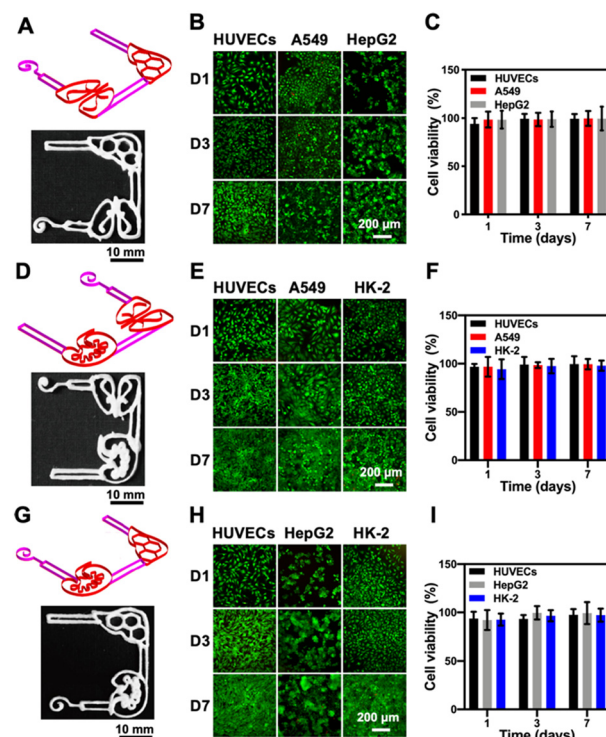 A
10 mm
B
HUVECs A549 HepG2
D1
D3
D7
200 μm
C
Cell viability (%)
150
100
50
0
HUVECs
A549
HepG2
1 3 7
Time (days)
D
10 mm
E
HUVECs A549 HK-2
D1
D3
D7
200 μm
F
Cell viability (%)
150
100
50
0
HUVECs
A549
HK-2
1 3 7
Time (days)
G
10 mm
H
HUVECs HepG2 HK-2
D1
D3
D7
200 μm
I
Cell viability (%)
150
100
50
0
HUVECs
HepG2
HK-2
1 3 7
Time (days)